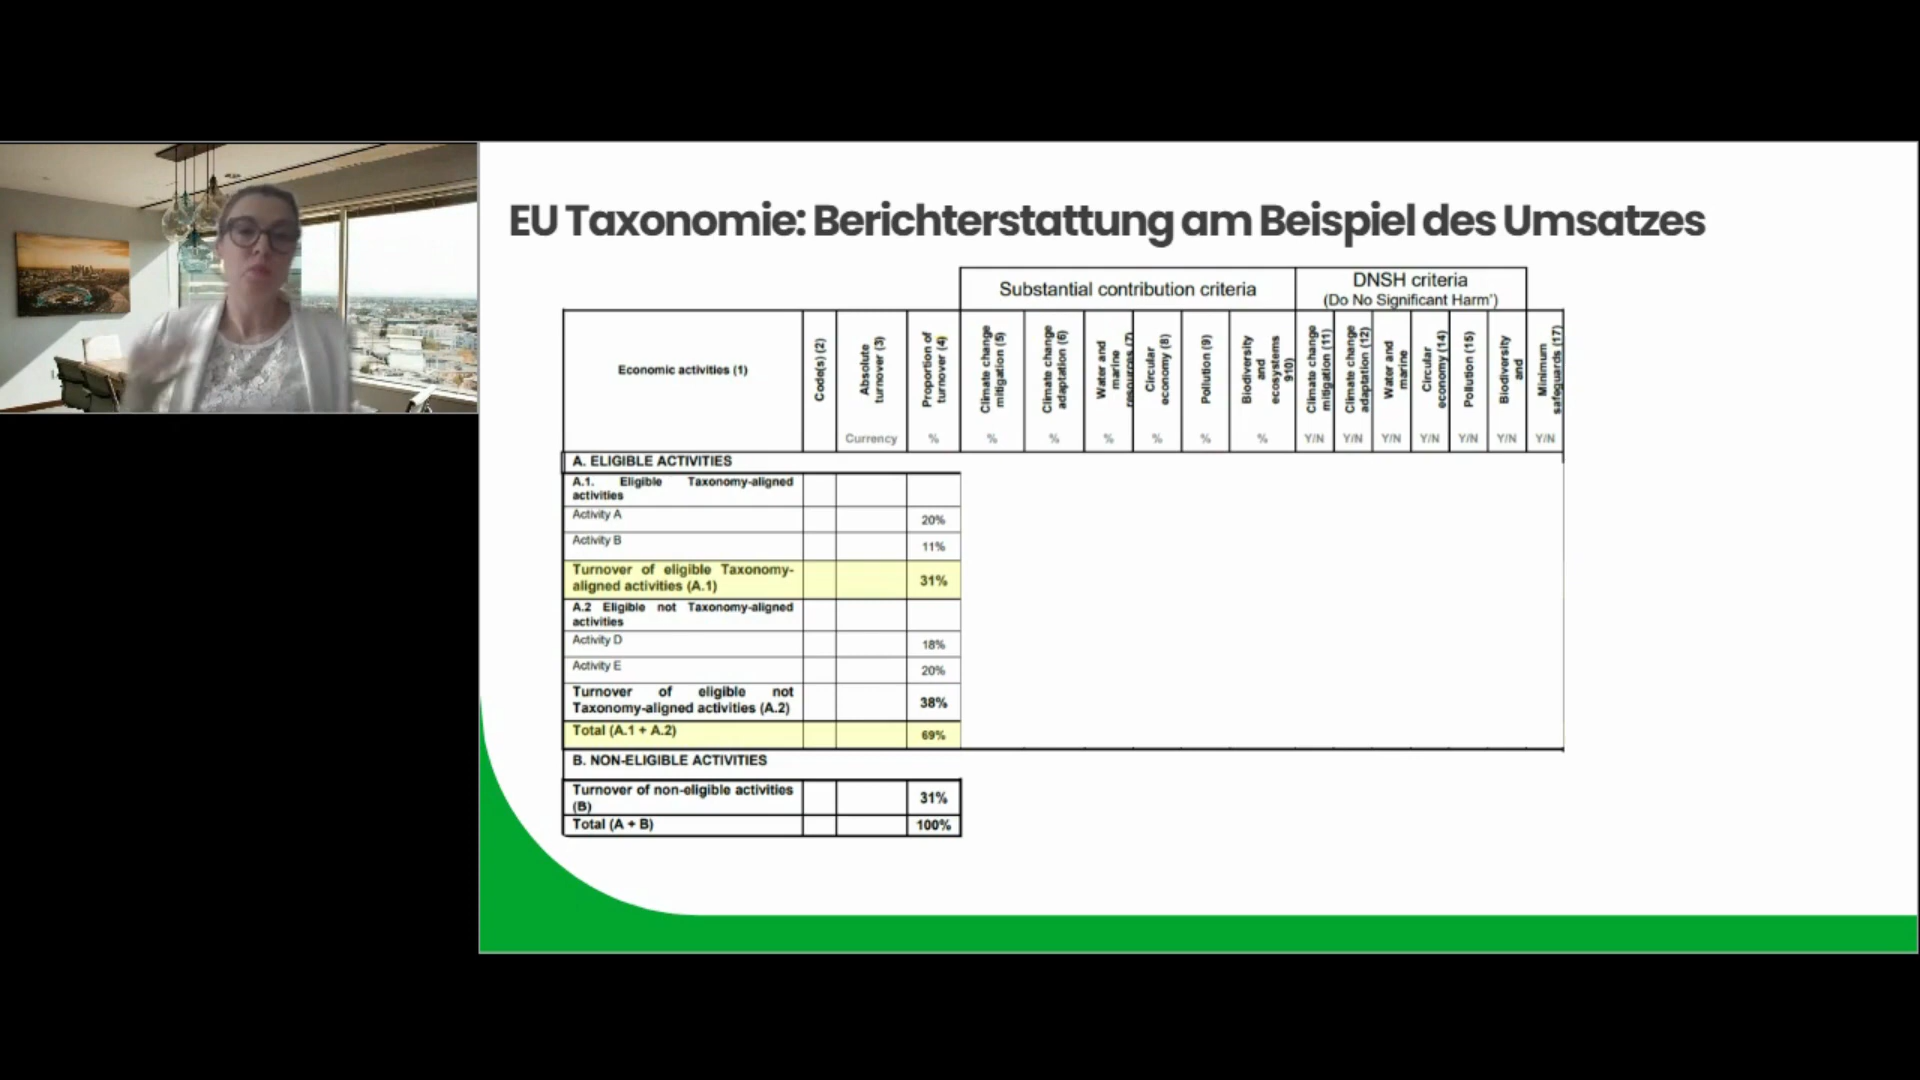 EU Taxonomie: Berichterstattung am Beispiel des Umsatzes
Substantial contribution criteria
DNSH criteria
(Do No Significant Harm')
Economic activities (1)
Code(s) (2)
Absolute
turnover (3)
Proportion of
turnover (4)
Climate change
mitigation (5)
Climate change
adaptation (6)
Water and
marine
resources (7)
Circular
economy (8)
Pollution (9)
Biodiversity
and
ecosystems
910)
Climate change
mitigation (11)
Climate change
adaptation (12)
Water and
marine
Circular
economy (14)
Pollution (15)
Biodiversity
and
Minimum
safeguards (17)
Currency % % % % % % % Y/N Y/N Y/N Y/N Y/N Y/N Y/N
A. ELIGIBLE ACTIVITIES
A.1. Eligible Taxonomy-aligned
activities
Activity A 20%
Activity B 11%
Turnover of eligible Taxonomy-
aligned activities (A.1) 31%
A.2 Eligible not Taxonomy-aligned
activities
Activity D 18%
Activity E 20%
Turnover of eligible not
Taxonomy-aligned activities (A.2) 38%
Total (A.1 + A.2) 69%
B. NON-ELIGIBLE ACTIVITIES
Turnover of non-eligible activities
(B) 31%
Total (A + B) 100%